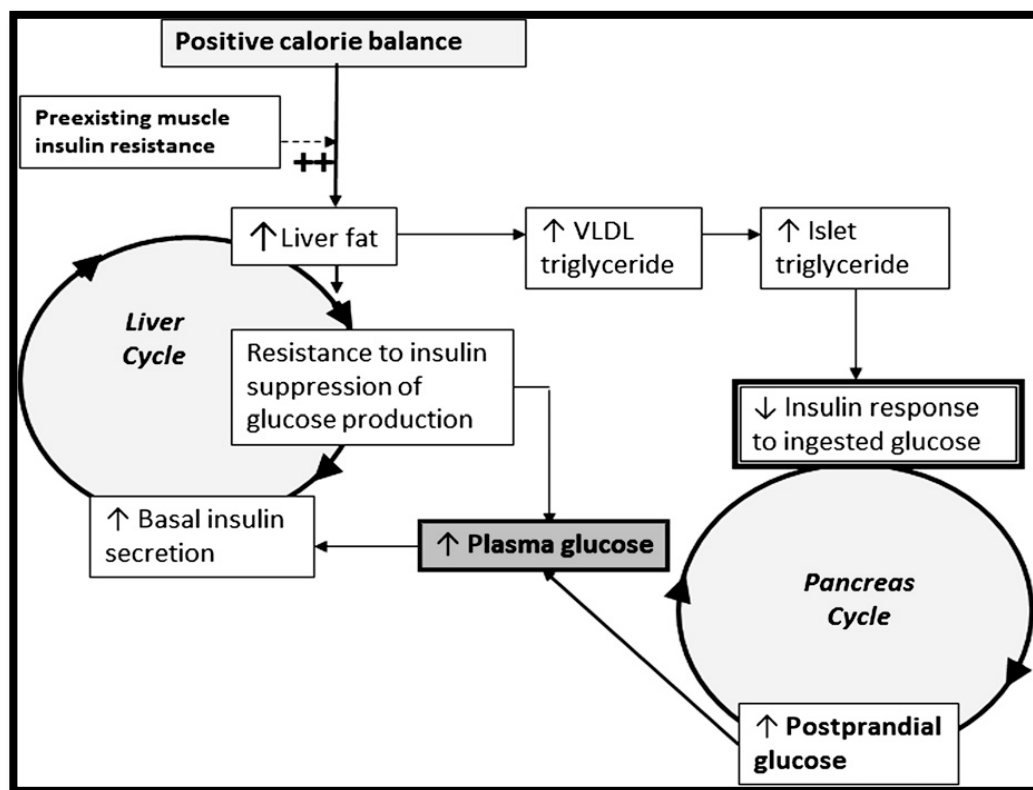 Positive calorie balance
Preexisting muscle
insulin resistance
++
↑ Liver fat
↑ VLDL
triglyceride
↑ Islet
triglyceride
Liver
Cycle
Resistance to insulin
suppression of
glucose production
↓ Insulin response
to ingested glucose
↑ Basal insulin
secretion
↑ Plasma glucose
Pancreas
Cycle
↑ Postprandial
glucose